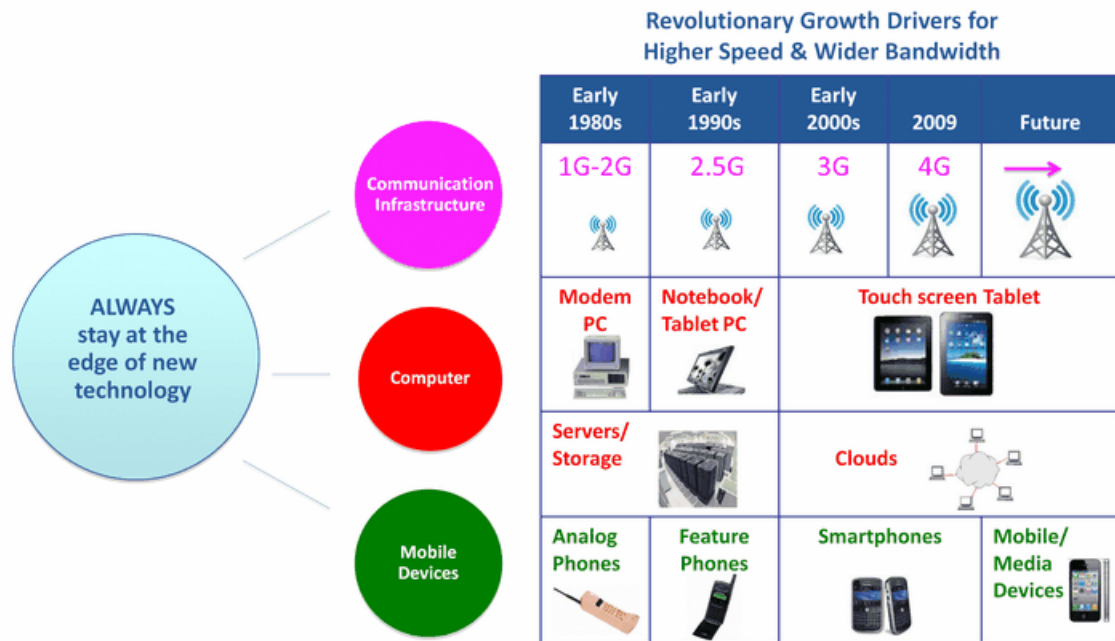 Revolutionary Growth Drivers for
Higher Speed & Wider Bandwidth
Early
1980s
Early
1990s
Early
2000s
2009
Future
1G-2G
2.5G
3G
4G
Communication
Infrastructure
ALWAYS
stay at the
edge of new
technology
Modem
PC
Notebook/
Tablet PC
Touch screen Tablet
Computer
Servers/
Storage
Clouds
Mobile
Devices
Analog
Phones
Feature
Phones
Smartphones
Mobile/
Media
Devices